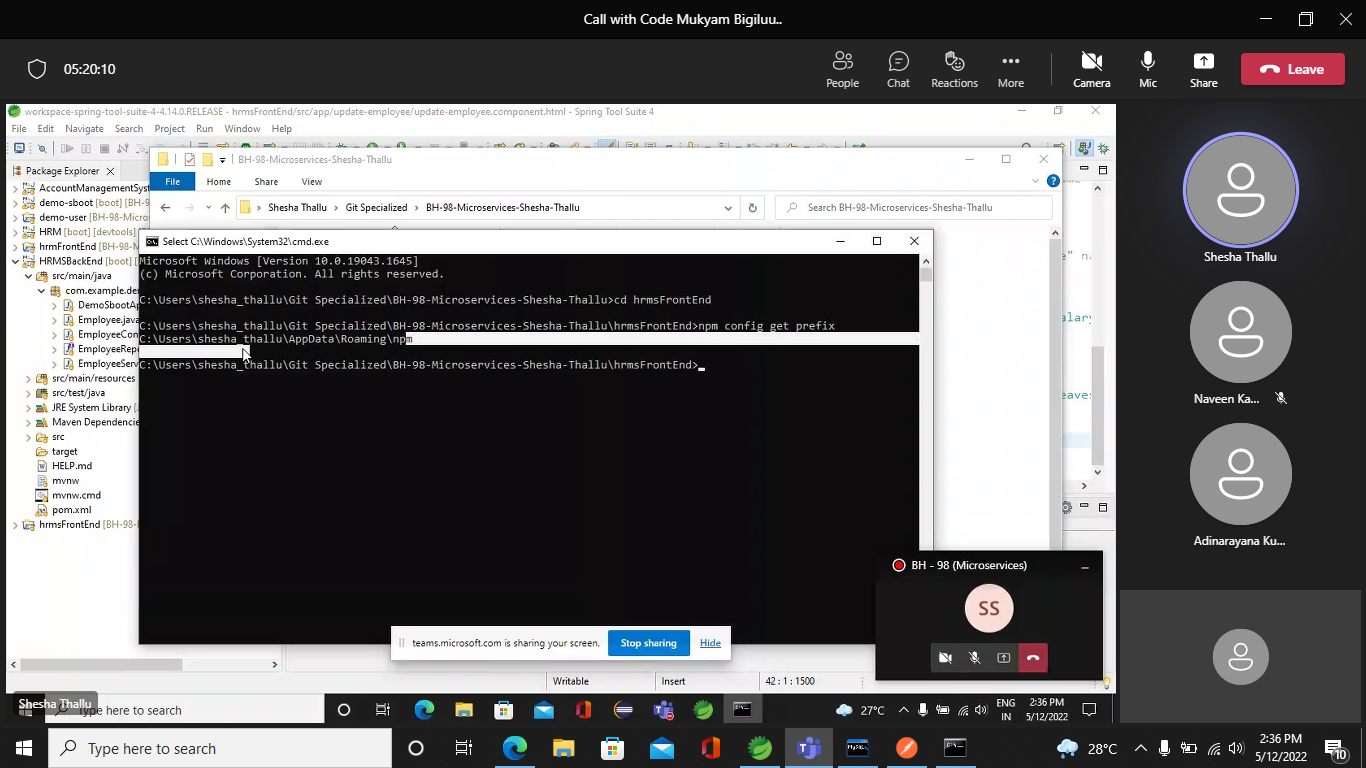 Call with Code Mukyam Bigiluu..
05:20:10
People
Chat
Reactions
More
Camera
Mic
Share
Leave
workspace-spring-tool-suite-4-4.14.0.RELEASE - hrmsFrontEnd/src/app/update-employee/update-employee.component.html - Spring Tool Suite 4
File Edit Navigate Search Project Run Window Help
Package Explorer
AccountManagementSyst
demo-sboot [boot] [BH-9
demo-user [BH-98-Micro
HRM [boot] [devtools]
hrmFrontEnd [BH-98-M
HRMSBackEnd [boot] [
src/main/java
com.example.de
DemoSbootAp
Employee.java
EmployeeCon
EmployeeRepo
EmployeeServ
src/main/resources
src/test/java
JRE System Library [
Maven Dependencie
src
target
HELP.md
mvnw
mvnw.cmd
pom.xml
hrmsFrontEnd [BH-98-
BH-98-Microservices-Shesha-Thallu
File Home Share View
Shesha Thallu › Git Specialized › BH-98-Microservices-Shesha-Thallu
Search BH-98-Microservices-Shesha-Thallu
Select C:\Windows\System32\cmd.exe
Microsoft Windows [Version 10.0.19043.1645]
(c) Microsoft Corporation. All rights reserved.
C:\Users\shesha_thallu\Git Specialized\BH-98-Microservices-Shesha-Thallu>cd hrmsFrontEnd
C:\Users\shesha_thallu\Git Specialized\BH-98-Microservices-Shesha-Thallu\hrmsFrontEnd>npm config get prefix
C:\Users\shesha_thallu\AppData\Roaming\npm
C:\Users\shesha_thallu\Git Specialized\BH-98-Microservices-Shesha-Thallu\hrmsFrontEnd>
" na
alary
eaves
BH - 98 (Microservices)
SS
teams.microsoft.com is sharing your screen.
Stop sharing
Hide
Writable
Insert
42 : 1 : 1500
Shesha Thallu
Naveen Ka...
Adinarayana Ku...
Shesha Thallu
Type here to search
27°C
ENG
IN
2:36 PM
5/12/2022
Type here to search
28°C
2:36 PM
5/12/2022
10